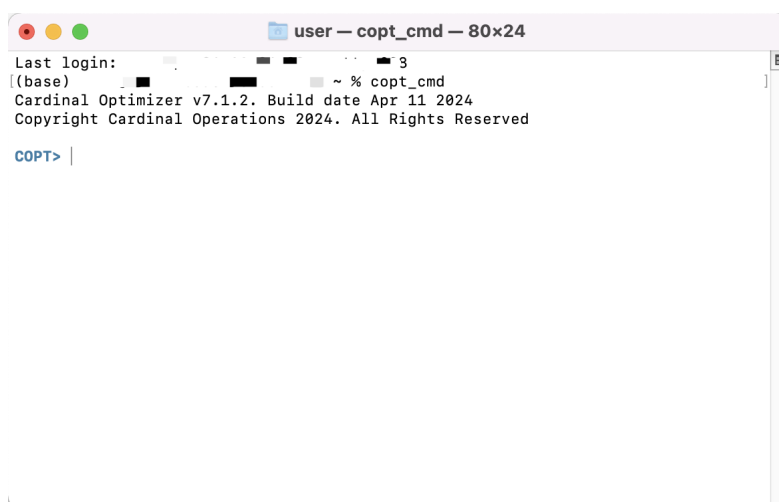 user — copt_cmd — 80×24
Last login:
(base) ~ % copt_cmd
Cardinal Optimizer v7.1.2. Build date Apr 11 2024
Copyright Cardinal Operations 2024. All Rights Reserved
COPT>